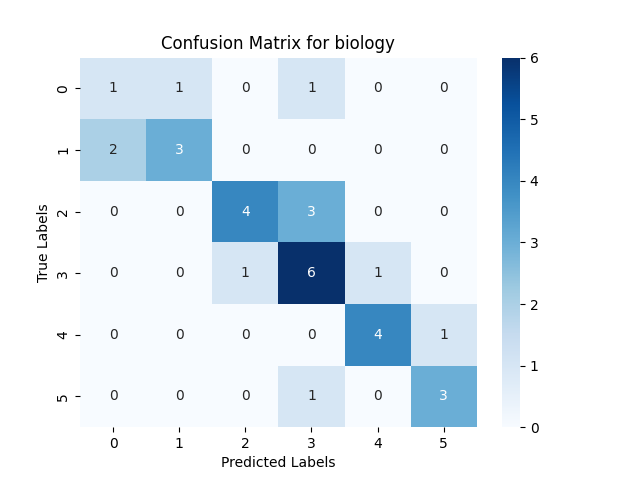 Confusion Matrix for biology
0 1 1 0 1 0 0
1 2 3 0 0 0 0
2 0 0 4 3 0 0
3 0 0 1 6 1 0
4 0 0 0 0 4 1
5 0 0 0 1 0 3
0 1 2 3 4 5
Predicted Labels
True Labels
6
5
4
3
2
1
0